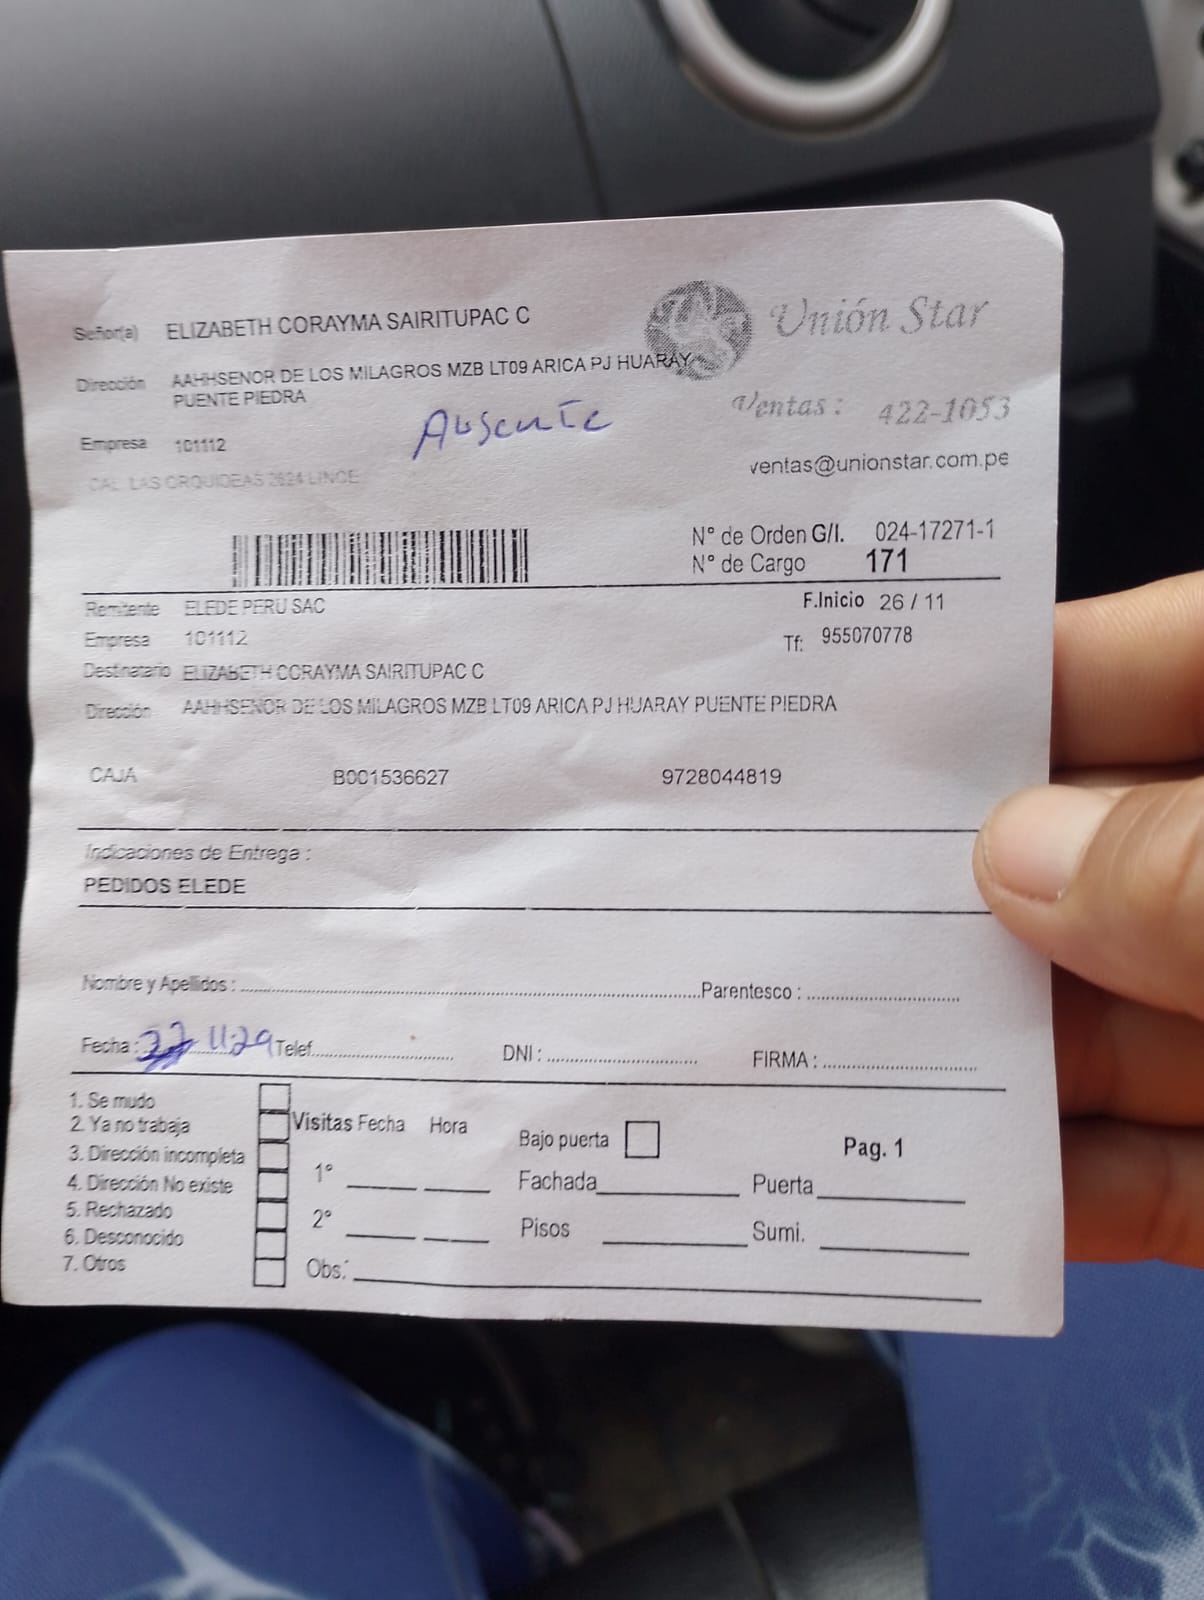 Señor(a) ELIZABETH CORAYMA SAIRITUPAC C
Unión Star
Dirección AAHHSENOR DE LOS MILAGROS MZB LT09 ARICA PJ HUARAY
PUENTE PIEDRA
Ventas : 422-1053
Ausente
Empresa 101112
ventas@unionstar.com.pe
CAL LAS ORQUIDEAS 2624 LINCE
N° de Orden G/I. 024-17271-1
N° de Cargo 171
Remitente ELEDE PERU SAC
F.Inicio 26 / 11
Empresa 101112
Tf: 955070778
Destinatario ELIZABETH CORAYMA SAIRITUPAC C
Dirección AAHHSENOR DE LOS MILAGROS MZB LT09 ARICA PJ HUARAY PUENTE PIEDRA
CAJA B001536627 9728044819
Indicaciones de Entrega :
PEDIDOS ELEDE
Nombre y Apellidos : Parentesco :
Fecha : 11:29 Telef. DNI : FIRMA :
1. Se mudo
2. Ya no trabaja
3. Dirección incompleta
4. Dirección No existe
5. Rechazado
6. Desconocido
7. Otros
Visitas Fecha Hora
1°
2°
Obs.:
Bajo puerta
Fachada
Pisos
Pag. 1
Puerta
Sumi.